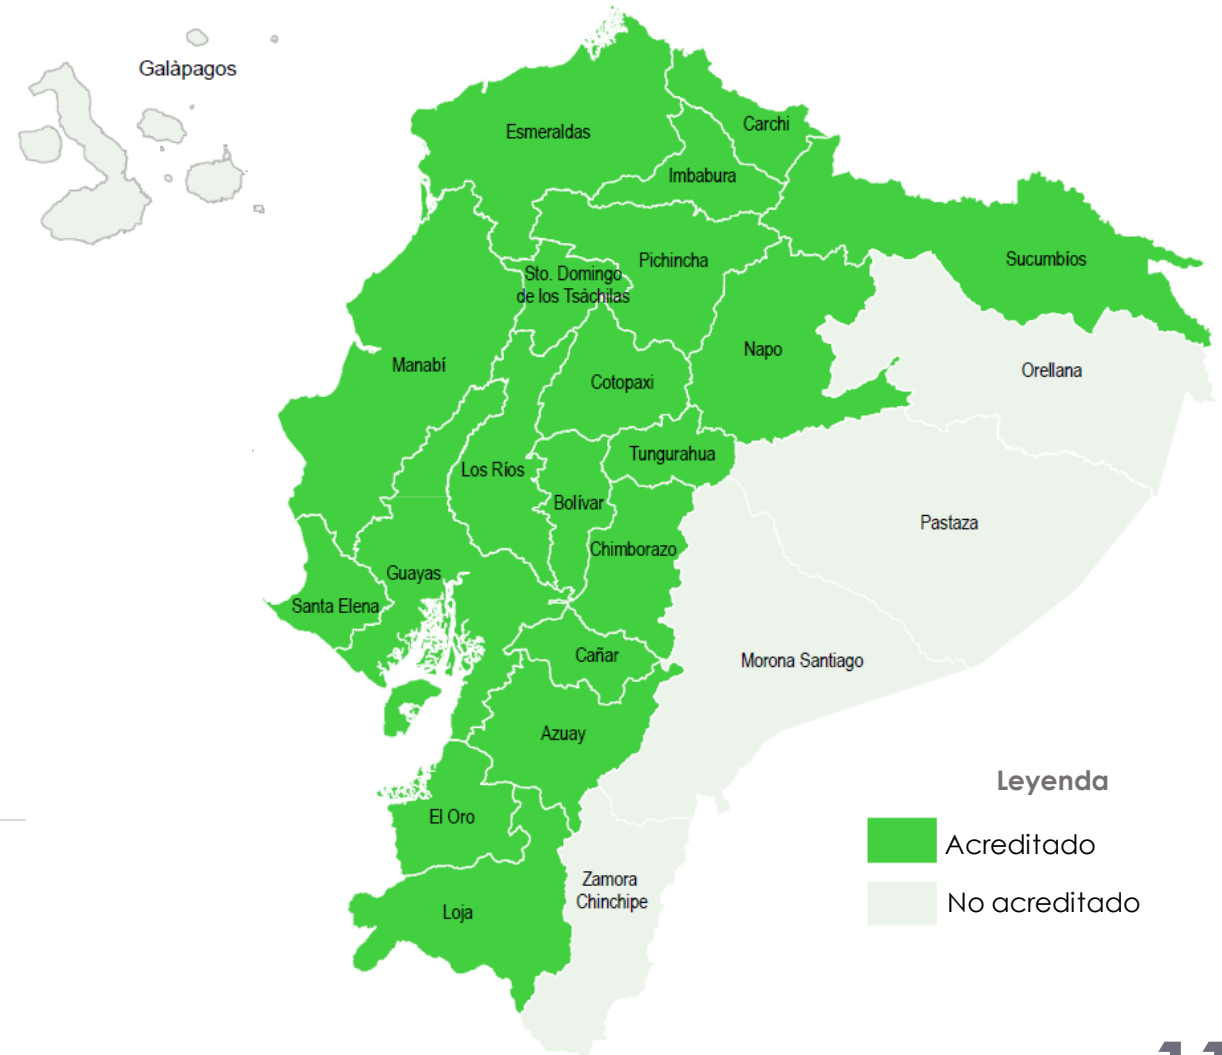 Galàpagos
Esmeraldas
Carchi
Imbabura
Sucumbíos
Pichincha
Sto. Domingo
de los Tsàchilas
Napo
Manabí
Orellana
Cotopaxi
Tungurahua
Los Ríos
Bolívar
Pastaza
Chimborazo
Guayas
Santa Elena
Cañar
Morona Santiago
Azuay
Leyenda
El Oro
Acreditado
Zamora
Chinchipe
No acreditado
Loja